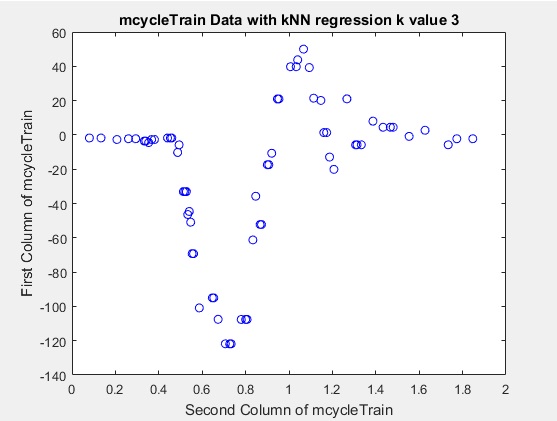 mcycleTrain Data with kNN regression k value 3
60
40
20
0
-20
-40
-60
-80
-100
-120
-140
First Column of mcycleTrain
0 0.2 0.4 0.6 0.8 1 1.2 1.4 1.6 1.8 2
Second Column of mcycleTrain